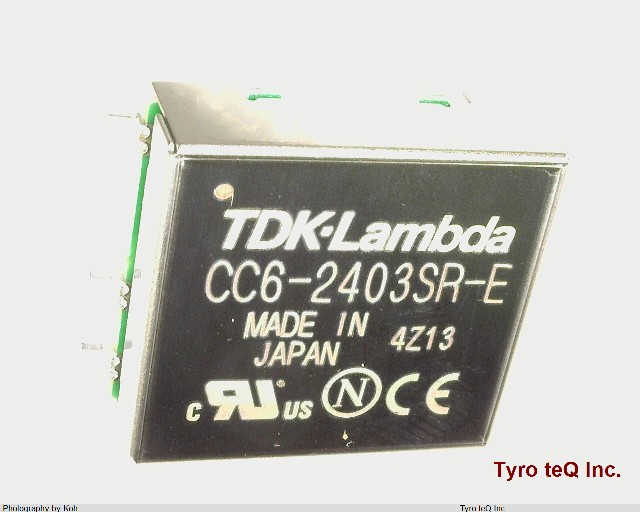 TDK·Lambda
CC6-2403SR-E
MADE IN
JAPAN
4Z13
C RU US N CE
Tyro teQ Inc.
Photography by Koh
Tyro teQ Inc